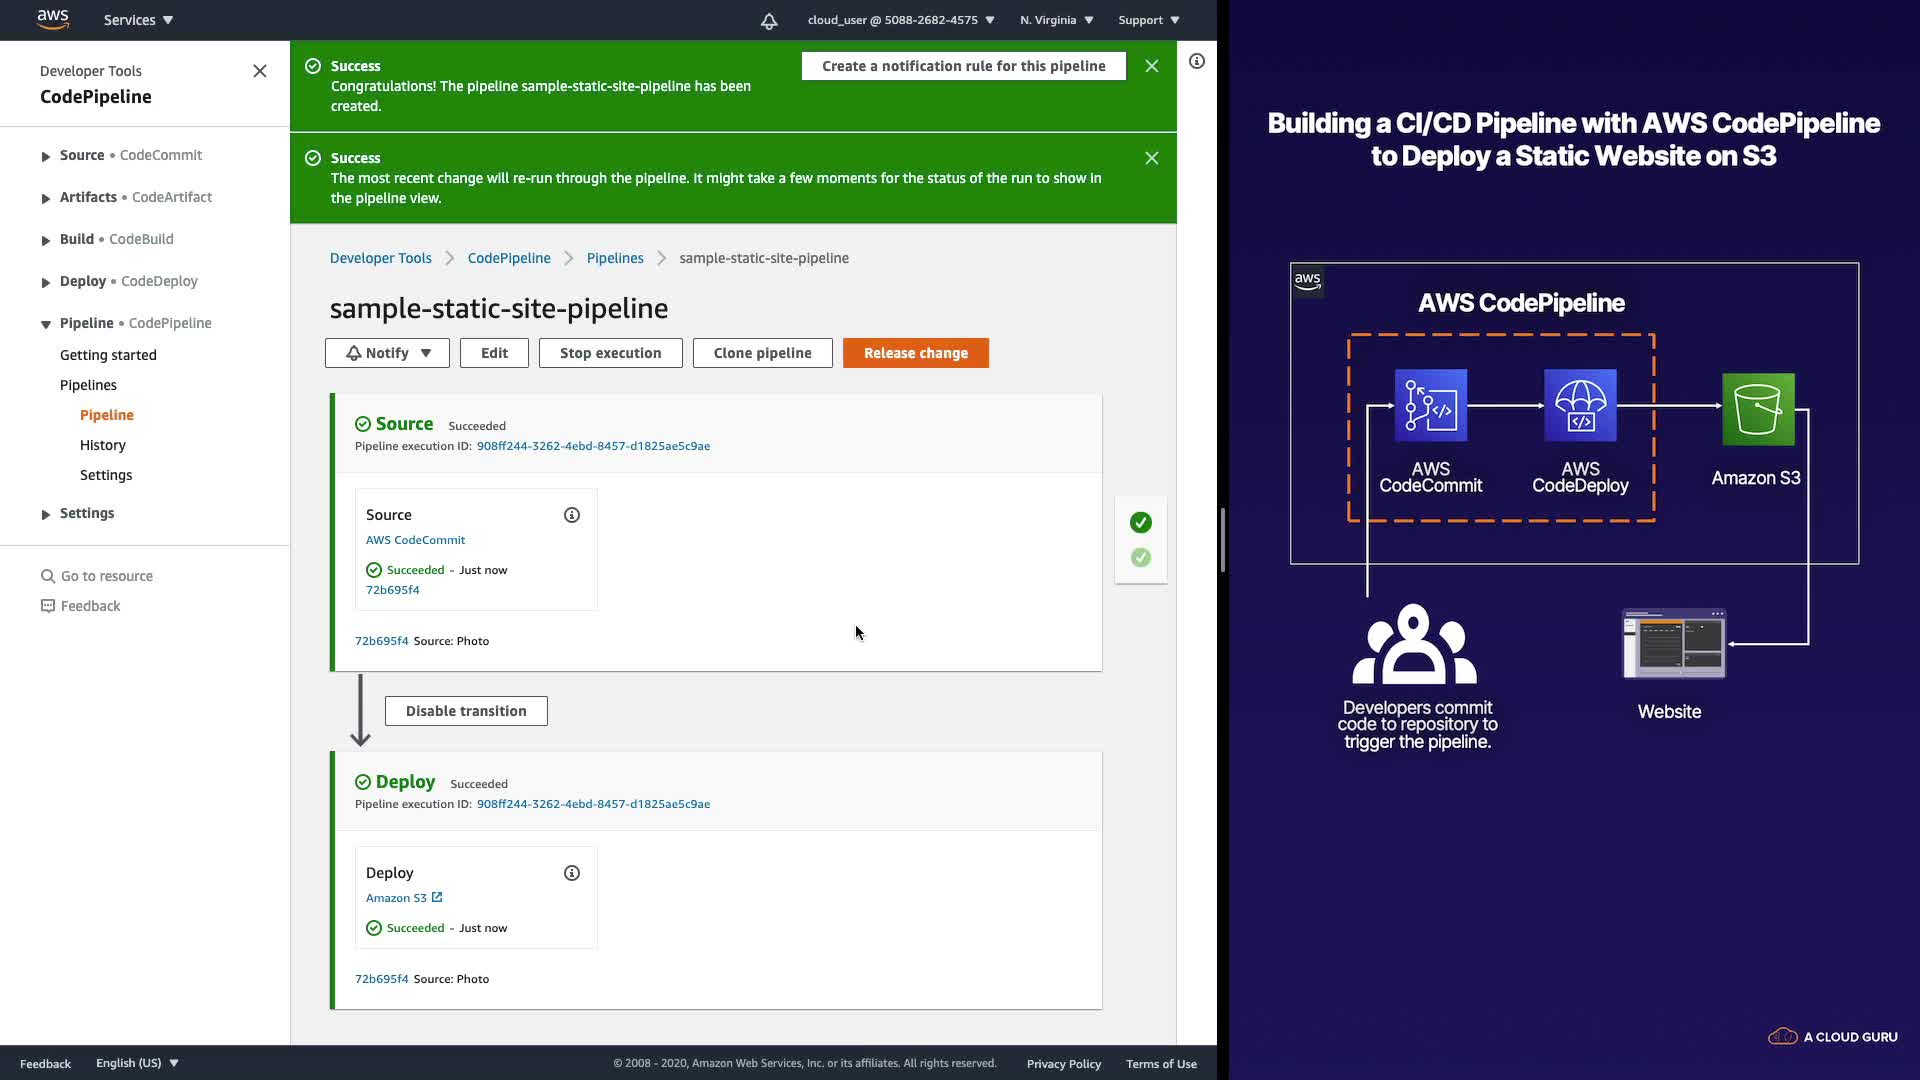 aws
Services
cloud_user @ 5088-2682-4575
N. Virginia
Support
Developer Tools
CodePipeline
Source • CodeCommit
Artifacts • CodeArtifact
Build • CodeBuild
Deploy • CodeDeploy
Pipeline • CodePipeline
Getting started
Pipelines
Pipeline
History
Settings
Settings
Go to resource
Feedback
Success
Congratulations! The pipeline sample-static-site-pipeline has been
created.
Create a notification rule for this pipeline
Success
The most recent change will re-run through the pipeline. It might take a few moments for the status of the run to show in
the pipeline view.
Developer Tools
CodePipeline
Pipelines
sample-static-site-pipeline
sample-static-site-pipeline
Notify
Edit
Stop execution
Clone pipeline
Release change
Source Succeeded
Pipeline execution ID: 908ff244-3262-4ebd-8457-d1825ae5c9ae
Source
AWS CodeCommit
Succeeded - Just now
72b695f4
72b695f4 Source: Photo
Disable transition
Deploy Succeeded
Pipeline execution ID: 908ff244-3262-4ebd-8457-d1825ae5c9ae
Deploy
Amazon S3
Succeeded - Just now
72b695f4 Source: Photo
Feedback
English (US)
© 2008 - 2020, Amazon Web Services, Inc. or its affiliates. All rights reserved.
Privacy Policy
Terms of Use
Building a CI/CD Pipeline with AWS CodePipeline
to Deploy a Static Website on S3
aws
AWS CodePipeline
AWS
CodeCommit
AWS
CodeDeploy
Amazon S3
Developers commit
code to repository to
trigger the pipeline.
Website
A CLOUD GURU